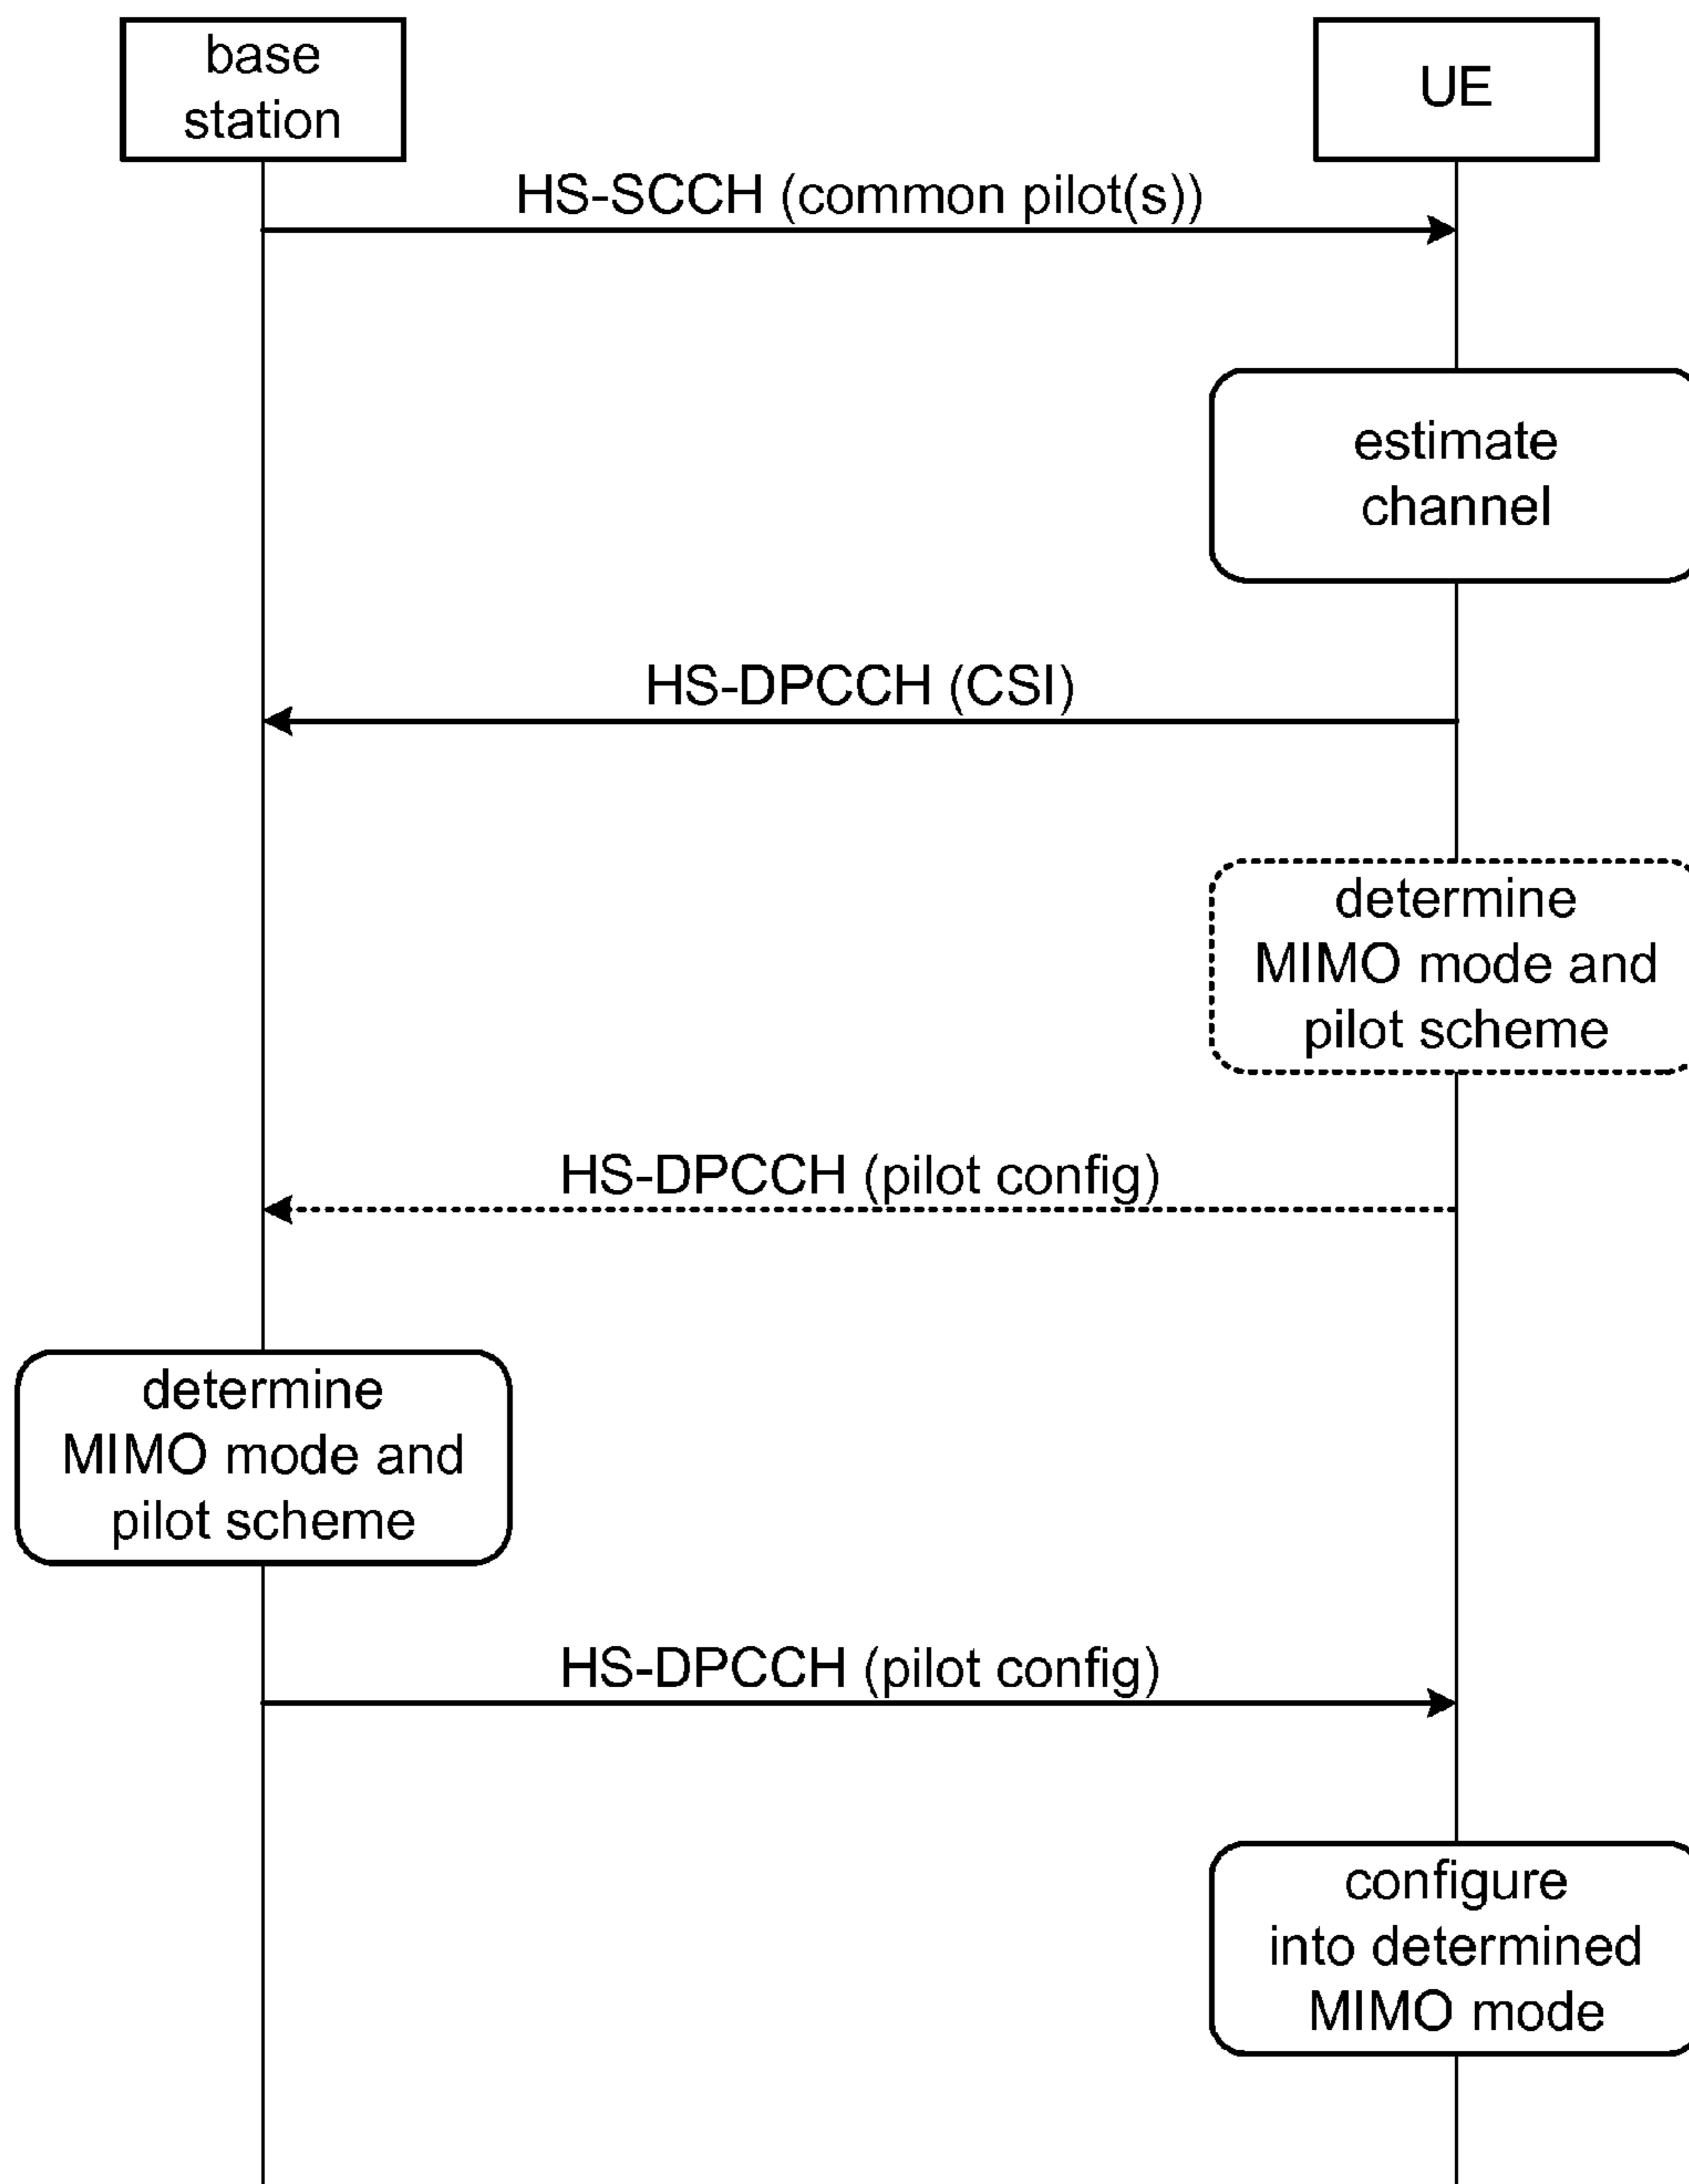 base
station
UE
HS-SCCH (common pilot(s))
estimate
channel
HS-DPCCH (CSI)
determine
MIMO mode and
pilot scheme
HS-DPCCH (pilot config)
determine
MIMO mode and
pilot scheme
HS-DPCCH (pilot config)
configure
into determined
MIMO mode